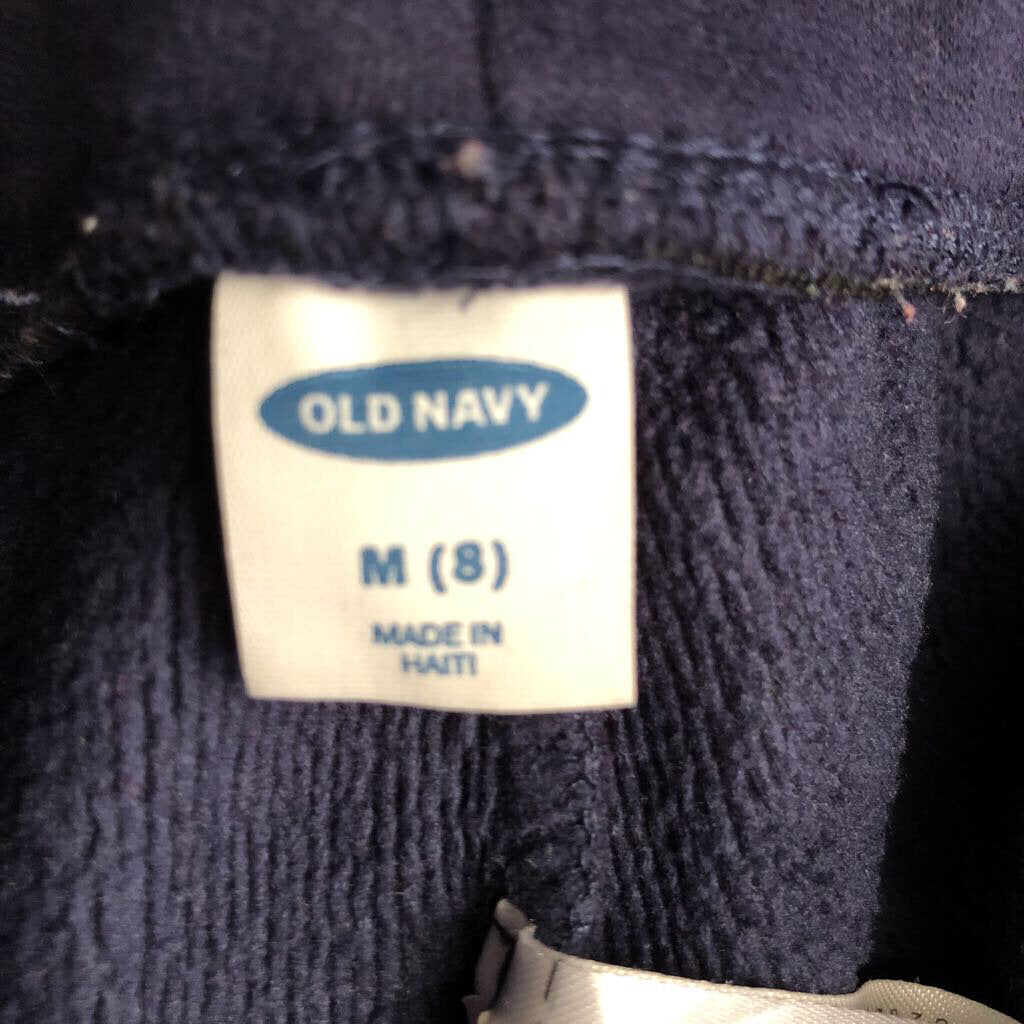 OLD NAVY
M (8)
MADE IN
HAITI